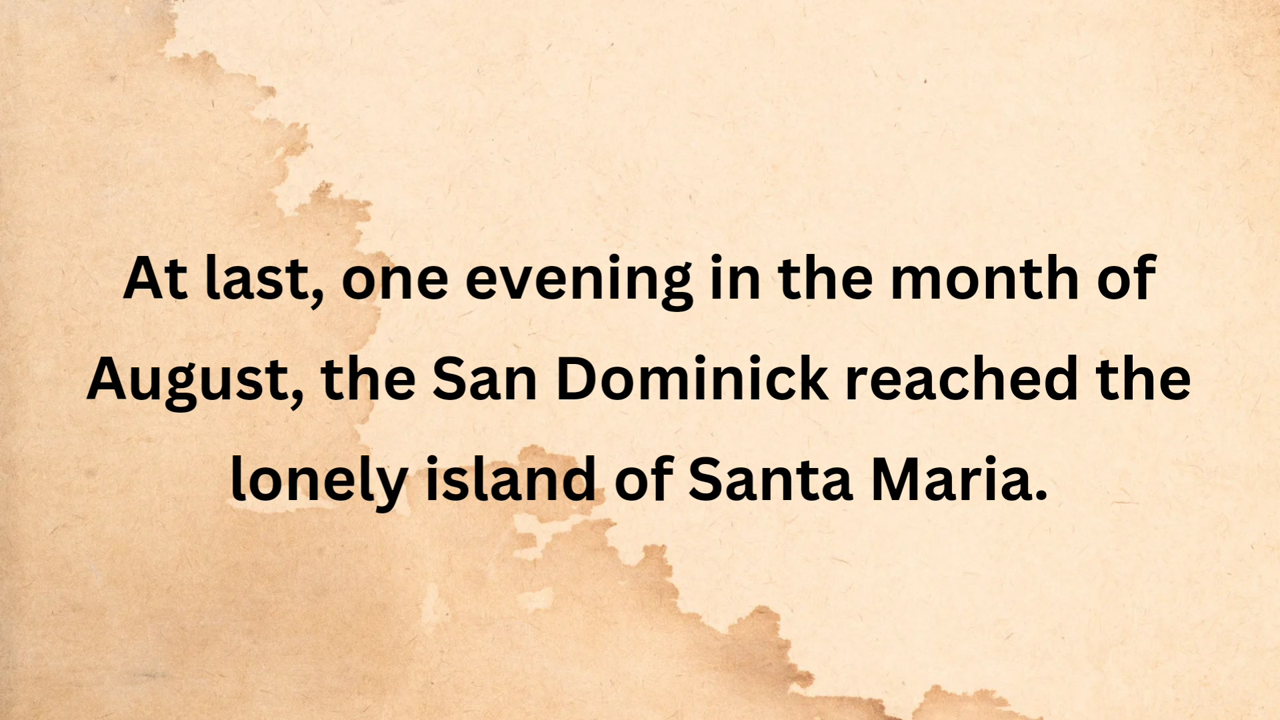 At last, one evening in the month of
August, the San Dominick reached the
lonely island of Santa Maria.